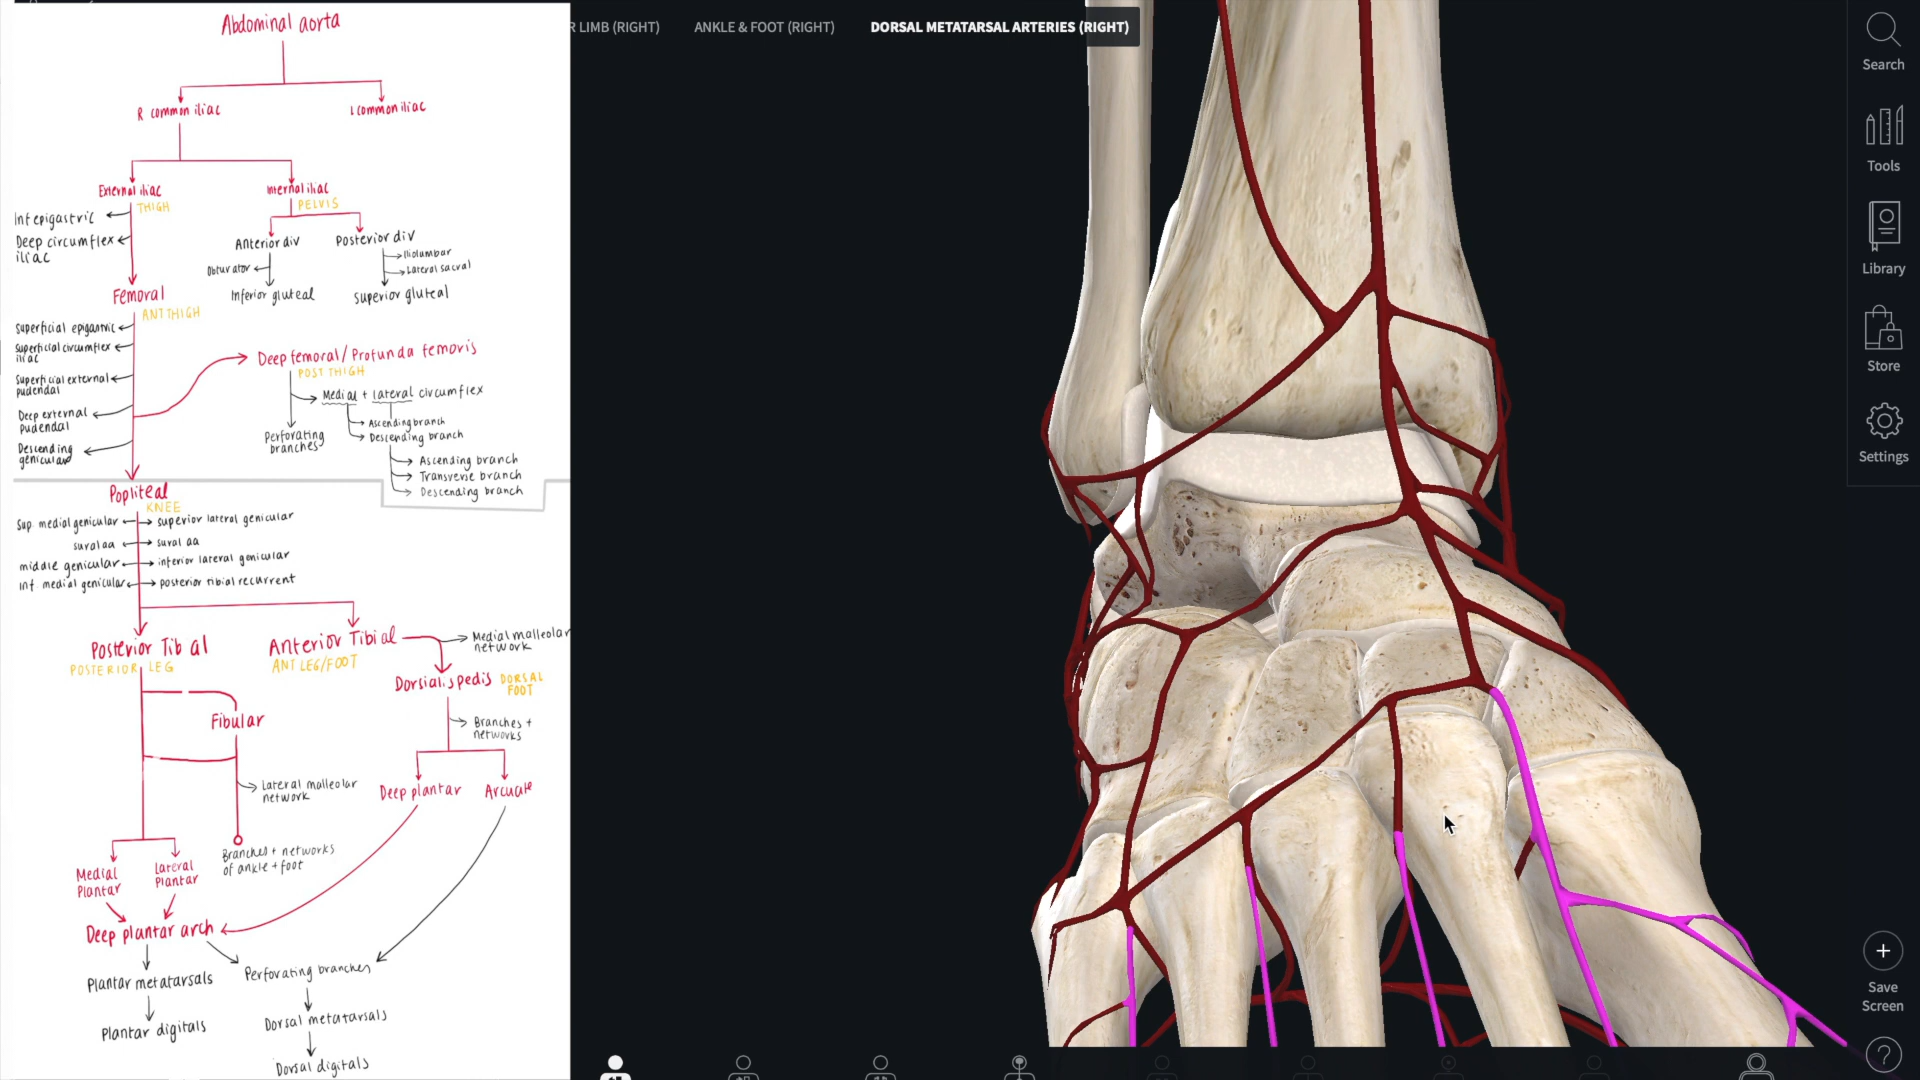 Abdominal aorta
R common iliac
L common iliac
External iliac
THIGH
Internal iliac
PELVIS
Inf epigastric
Deep circumflex
iliac
Anterior div
Posterior div
Iliolumbar
Lateral sacral
Obturator
Inferior gluteal
Superior gluteal
Femoral
ANT THIGH
Superficial epigastric
Superficial circumflex
iliac
Superficial external
pudendal
Deep external
pudendal
Descending
genicular
Deep femoral / Profunda femoris
POST THIGH
Medial + lateral circumflex
Ascending branch
Descending branch
Perforating
branches
Ascending branch
Transverse branch
Descending branch
Popliteal
KNEE
Sup. medial genicular
superior lateral genicular
sural aa
sural aa
middle genicular
inferior lateral genicular
Inf. medial genicular
posterior tibial recurrent
Posterior Tibial
POSTERIOR LEG
Anterior Tibial
ANT LEG/FOOT
Medial malleolar
network
Dorsialis pedis
DORSAL
FOOT
Fibular
Branches +
networks
Lateral malleolar
network
Deep plantar
Arcuate
Branches + networks
of ankle + foot
Medial
Plantar
Lateral
Plantar
Deep plantar arch
Plantar metatarsals
Perforating branches
Plantar digitals
Dorsal metatarsals
Dorsal digitals
R LIMB (RIGHT)
ANKLE & FOOT (RIGHT)
DORSAL METATARSAL ARTERIES (RIGHT)
Search
Tools
Library
Store
Settings
Save
Screen